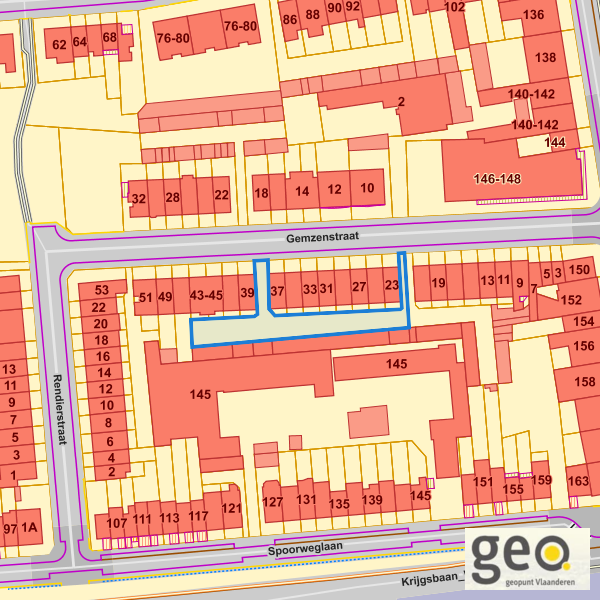 62 64 68
76-80
76-80
86 88 90 92
102
136
138
2
140-142
140-142
144
146-148
32 28 22
18 14 12 10
Gemzenstraat
51 49 43-45 39 37 33 31 27 23 19 13 11 9 7 5 3 150
152
154
156
158
53
22
20
18
16
14
12
10
8
6
4
2
13
11
9
7
5
3
1
97 1A
Rendierstraat
145
145
107 111 113 117 121
127 131 135 139 145
151 155 159 163
Spoorweglaan
Krijgsbaan_
geo
geopunt Vlaanderen